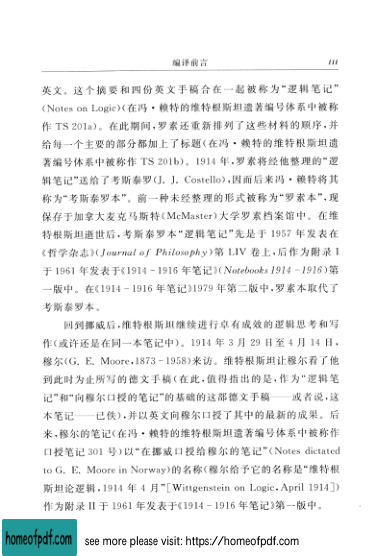 编译前言 III
英文。这个摘要和四份英文手稿合在一起被称为“逻辑笔记”
(Notes on Logic)(在冯·赖特的维特根斯坦遗著编号体系中被称
作 TS 201a)。在此期间,罗素还重新排列了这些材料的顺序,并
给每一个主要的部分都加上了标题(在冯·赖特的维特根斯坦遗
著编号体系中被称作 TS 201b)。1914 年,罗素将经他整理的“逻
辑笔记”送给了考斯泰罗(J. J. Costello),因而后来冯·赖特将其
称为“考斯泰罗本”。前一种未经整理的形式被称为“罗素本”,现
保存于加拿大麦克马斯特(McMaster)大学罗素档案馆中。在维
特根斯坦逝世后,考斯泰罗本“逻辑笔记”先是于 1957 年发表在
《哲学杂志》(Journal of Philosophy)第 LIV 卷上,后作为附录 I
于 1961 年发表于《1914-1916 年笔记》(Notebooks 1914-1916)第
一版中。在《1914-1916 年笔记》1979 年第二版中,罗素本取代了
考斯泰罗本。
回到挪威后,维特根斯坦继续进行卓有成效的逻辑思考和写
作(或许还是在同一本笔记中)。1914 年 3 月 29 日至 4 月 14 日,
穆尔(G. E. Moore,1873-1958)来访。维特根斯坦让穆尔看了他
到此时为止所写的德文手稿(在此,值得指出的是,作为“逻辑笔
记”和“向穆尔口授的笔记”的基础的这部德文手稿——或者说,这
本笔记——已佚),并以英文向穆尔口授了其中的最新的成果。后
来,穆尔的笔记(在冯·赖特的维特根斯坦遗著编号体系中被称作
口授笔记 301 号)以“在挪威口授给穆尔的笔记”(Notes dictated
to G. E. Moore in Norway)的名称(穆尔给予它的名称是“维特根
斯坦论逻辑,1914 年 4 月”[Wittgenstein on Logic, April 1914])
作为附录 II 于 1961 年发表于《1914-1916 年笔记》第一版中。
homeofpdf.com see more please visit: https://homeofpdf.com